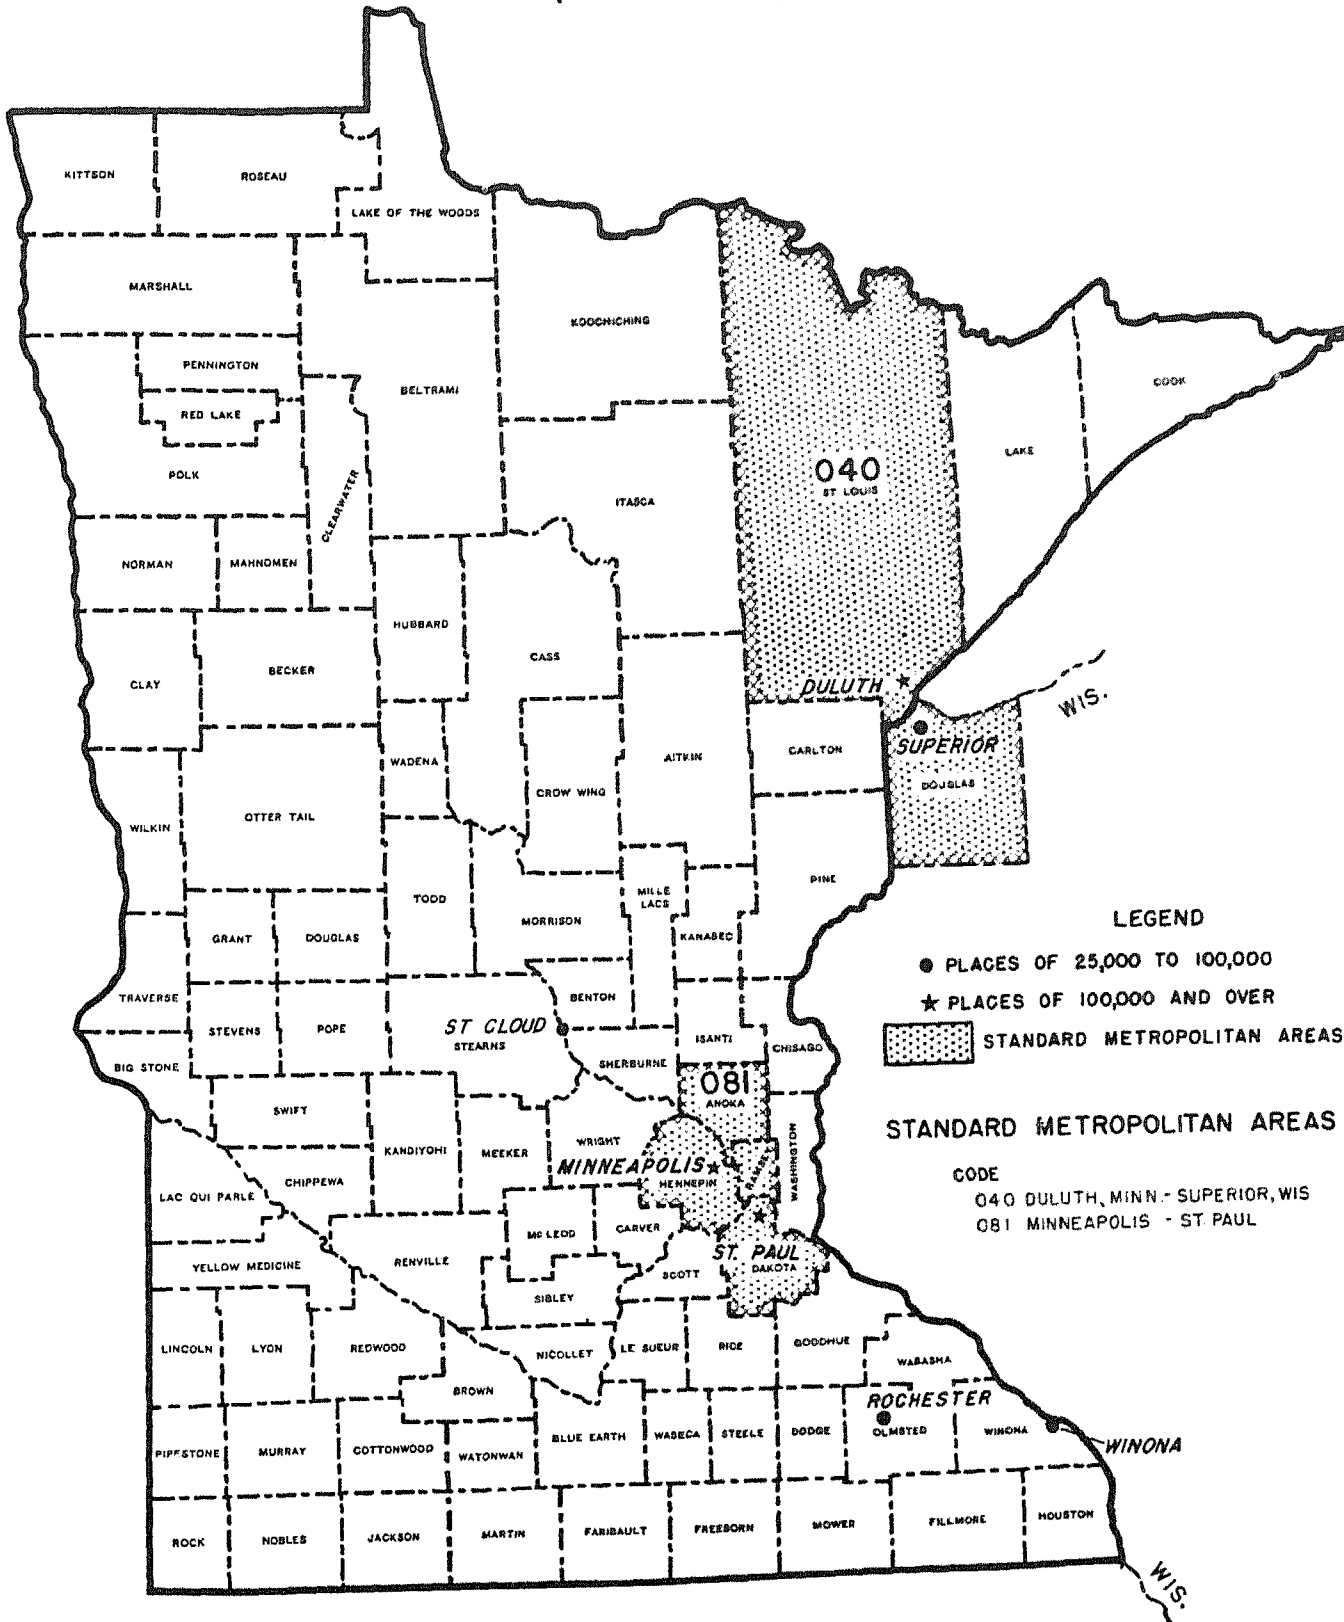 KITTSON
ROSEAU
LAKE OF THE WOODS
MARSHALL
KOOCHICHING
PENNINGTON
BELTRAMI
COOK
RED LAKE
LAKE
POLK
040
ST LOUIS
CLEARWATER
ITASCA
NORMAN
MAHNOMEN
HUBBARD
CASS
BECKER
CLAY
DULUTH
WIS.
SUPERIOR
CARLTON
AITKIN
WADENA
DOUGLAS
CROW WING
OTTER TAIL
WILKIN
PINE
MILLE
LACS
TODD
MORRISON
LEGEND
KANABEC
GRANT
DOUGLAS
PLACES OF 25,000 TO 100,000
TRAVERSE
BENTON
PLACES OF 100,000 AND OVER
ST CLOUD
STEVENS
POPE
STEARNS
ISANTI
CHISAGO
STANDARD METROPOLITAN AREAS
BIG STONE
SHERBURNE
081
ANOKA
SWIFT
STANDARD METROPOLITAN AREAS
KANDIYOHI
MEEKER
WRIGHT
WASHINGTON
MINNEAPOLIS
HENNEPIN
RAMSEY
CODE
040 DULUTH, MINN.- SUPERIOR, WIS
081 MINNEAPOLIS - ST. PAUL
CHIPPEWA
LAC QUI PARLE
McLEOD
CARVER
ST. PAUL
DAKOTA
YELLOW MEDICINE
RENVILLE
SCOTT
SIBLEY
LINCOLN
LYON
REDWOOD
NICOLLET
LE SUEUR
RICE
GOODHUE
WABASHA
BROWN
ROCHESTER
OLMSTED
PIPESTONE
MURRAY
COTTONWOOD
WATONWAN
BLUE EARTH
WASECA
STEELE
DODGE
WINONA
WINONA
ROCK
NOBLES
JACKSON
MARTIN
FARIBAULT
FREEBORN
MOWER
FILLMORE
HOUSTON
WIS.